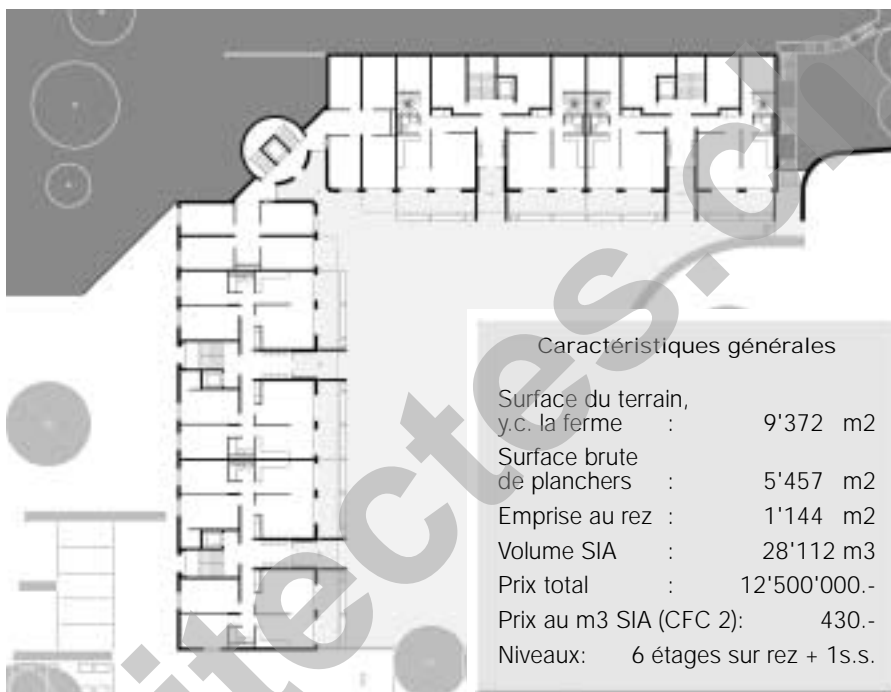 Caractéristiques générales
Surface du terrain,
y.c. la ferme : 9'372 m2
Surface brute
de planchers : 5'457 m2
Emprise au rez : 1'144 m2
Volume SIA : 28'112 m3
Prix total : 12'500'000.-
Prix au m3 SIA (CFC 2): 430.-
Niveaux: 6 étages sur rez + 1s.s.
itectes.c